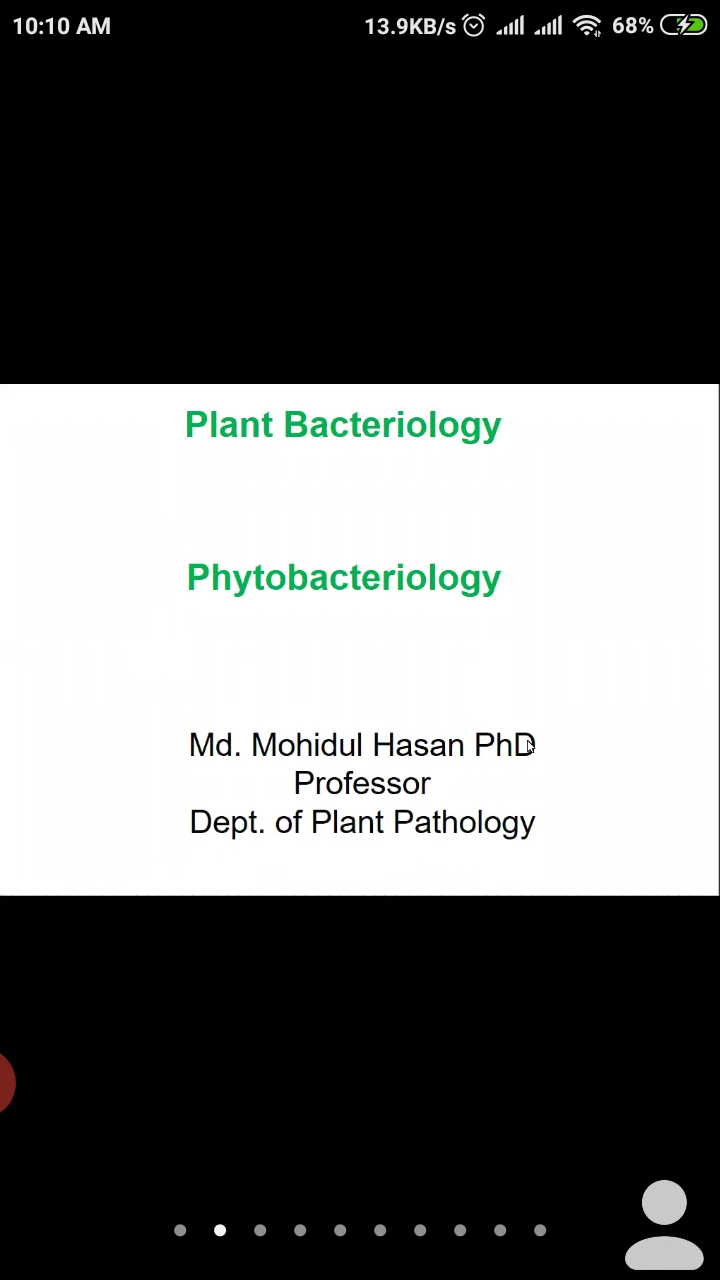 10:10 AM 13.9KB/s 68%
Plant Bacteriology
Phytobacteriology
Md. Mohidul Hasan PhD
Professor
Dept. of Plant Pathology